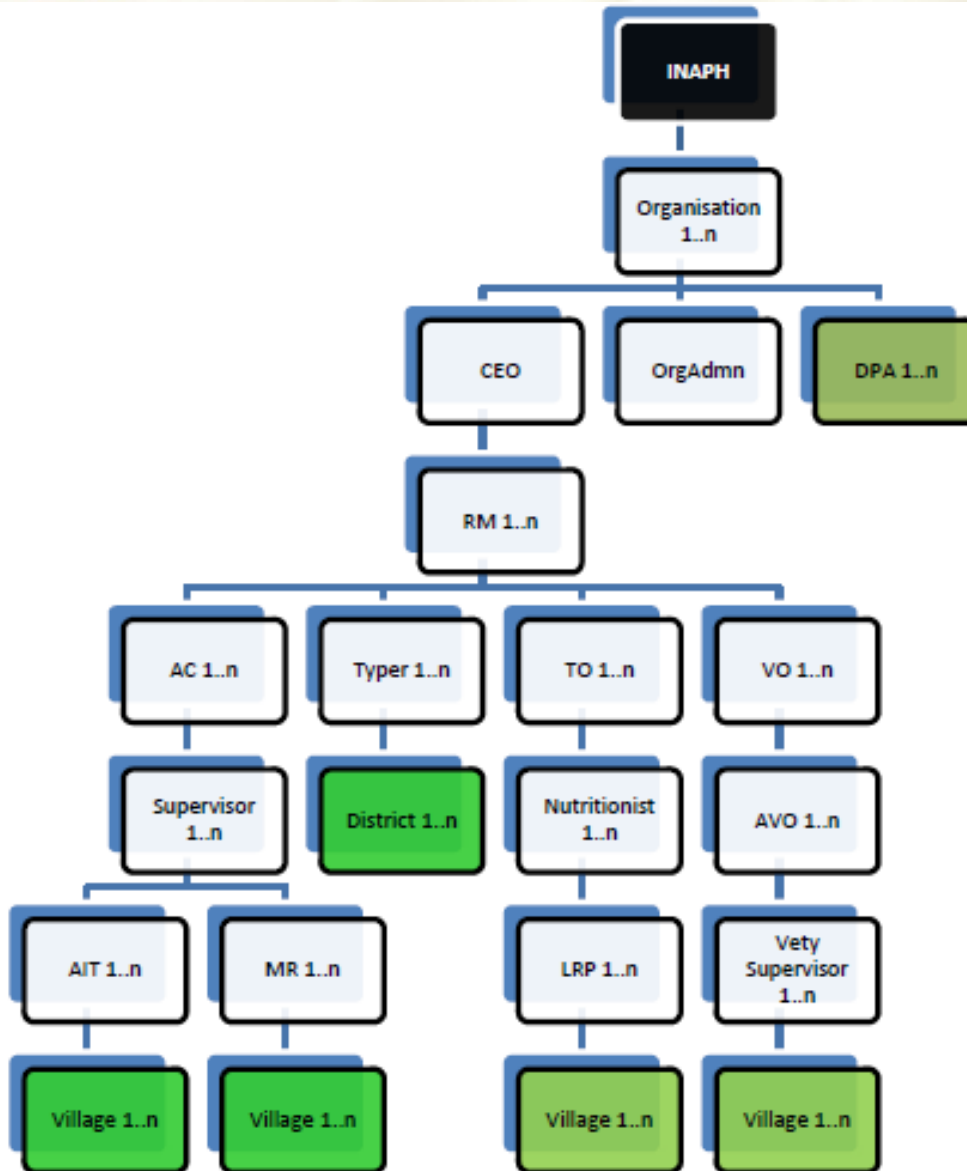 INAPH
Organisation
1..n
CEO
OrgAdmn
DPA 1..n
RM 1..n
AC 1..n
Typer 1..n
TO 1..n
VO 1..n
Supervisor
1..n
District 1..n
Nutritionist
1..n
AVO 1..n
AIT 1..n
MR 1..n
LRP 1..n
Vety
Supervisor
1..n
Village 1..n
Village 1..n
Village 1..n
Village 1..n